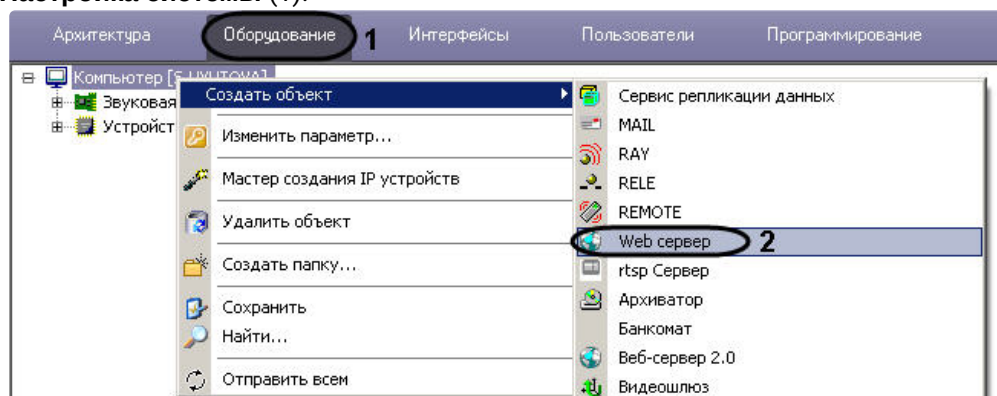 Настройка системы (1).
Архитектура Оборудование 1 Интерфейсы Пользователи Программирование
Компьютер [S
Звуковая
Устройст
Создать объект
Изменить параметр...
Мастер создания IP устройств
Удалить объект
Создать папку...
Сохранить
Найти...
Отправить всем
Сервис репликации данных
MAIL
RAY
RELE
REMOTE
Web сервер 2
rtsp Сервер
Архиватор
Банкомат
Веб-сервер 2.0
Видеошлюз